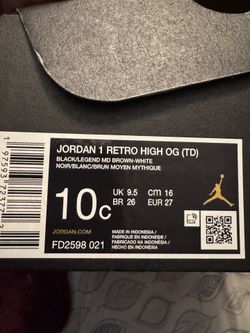 JORDAN 1 RETRO HIGH OG (TD)
BLACK/LEGEND MD BROWN-WHITE
NOIR/BLANC/BRUN MOYEN MYTHIQUE
10C
UK 9.5 cm 16
BR 26 EUR 27
JORDAN.COM
FD2598 021
MADE IN INDONESIA
FABRIQUÉ EN INDONÉSIE
FABRICADO EN INDONESIA
FABRICADO NA INDONÉSIA